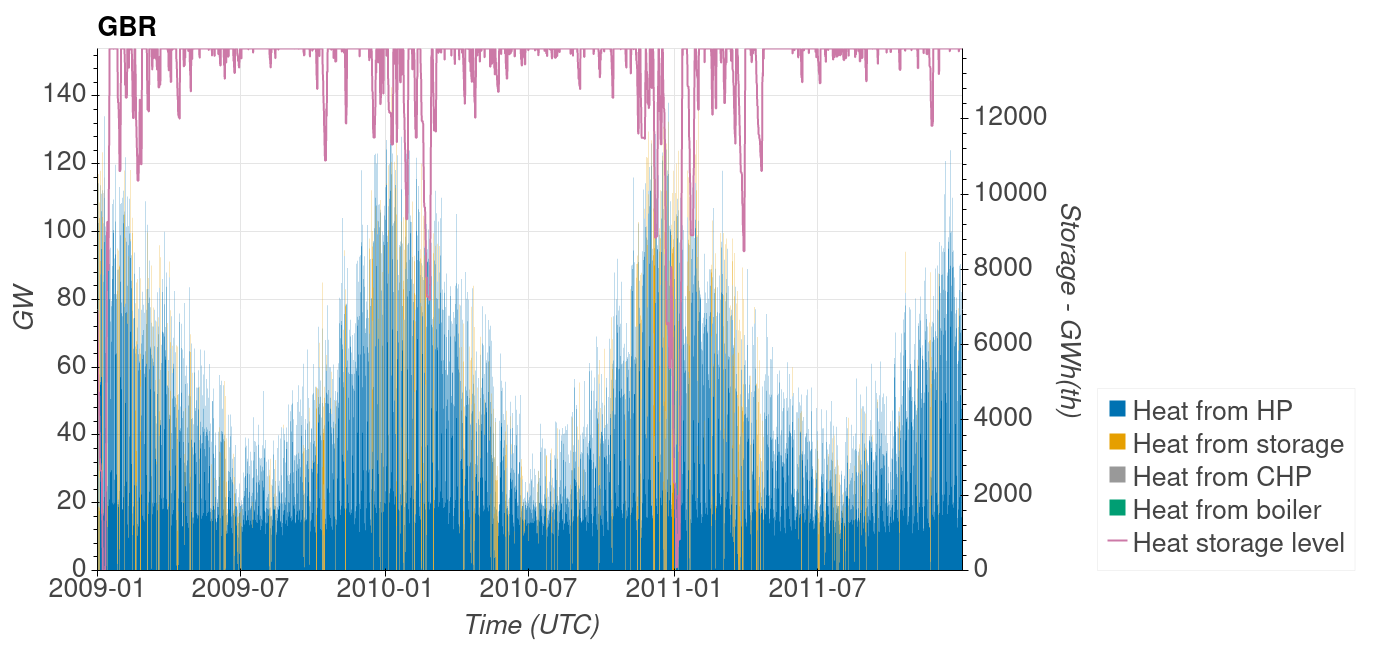 GBR
140
120
100
80
60
40
20
0
GW
12000
10000
8000
6000
4000
2000
0
Storage - GWh(th)
2009-01
2009-07
2010-01
2010-07
2011-01
2011-07
Time (UTC)
Heat from HP
Heat from storage
Heat from CHP
Heat from boiler
Heat storage level